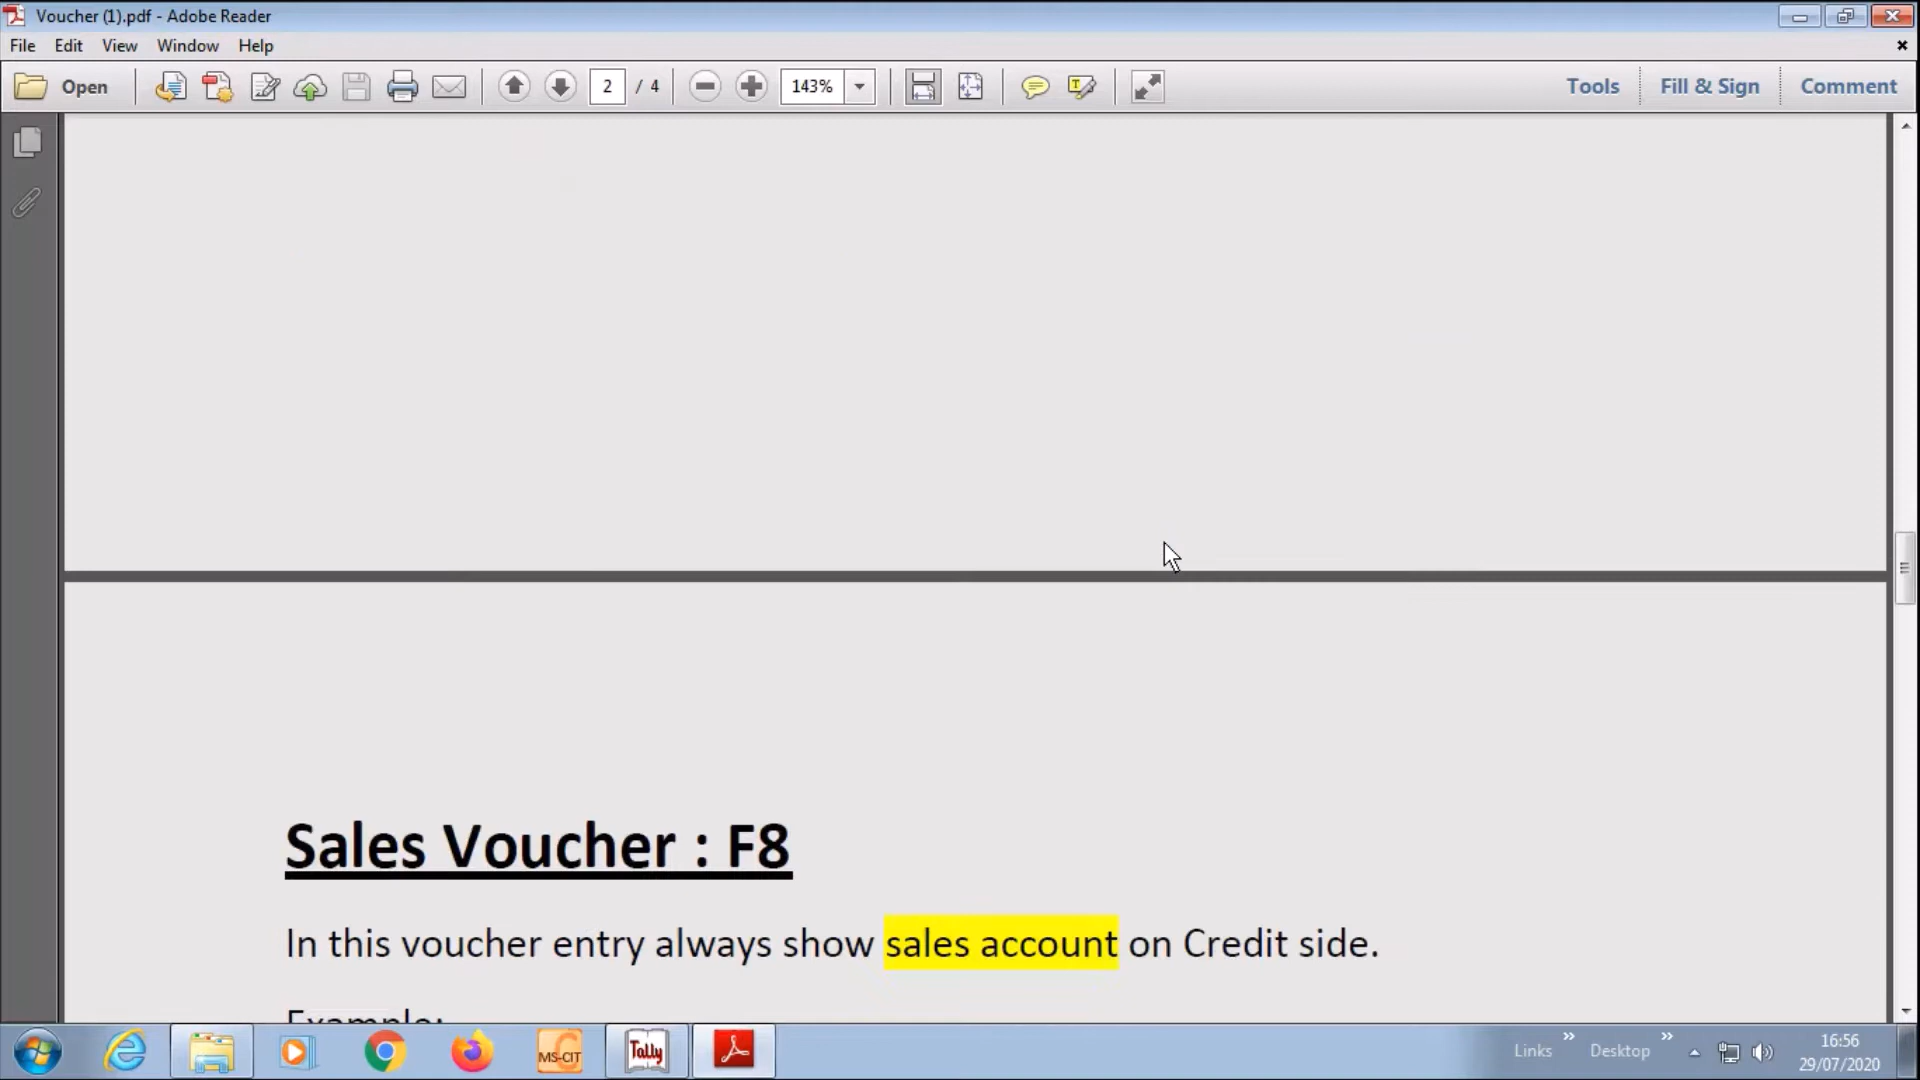 Voucher (1).pdf - Adobe Reader
File Edit View Window Help
Open 2 / 4 143% Tools Fill & Sign Comment
Sales Voucher : F8
In this voucher entry always show sales account on Credit side.
Example:
MS-CIT Tally Links Desktop 16:56
29/07/2020